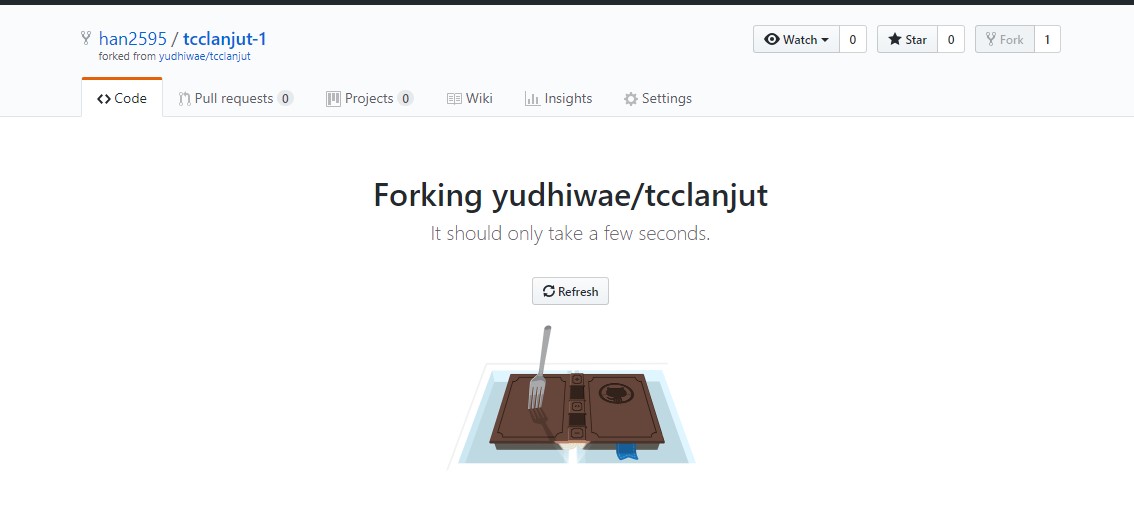 han2595 / tcclanjut-1
forked from yudhiwae/tcclanjut
Watch 0 Star 0 Fork 1
Code Pull requests 0 Projects 0 Wiki Insights Settings
Forking yudhiwae/tcclanjut
It should only take a few seconds.
Refresh